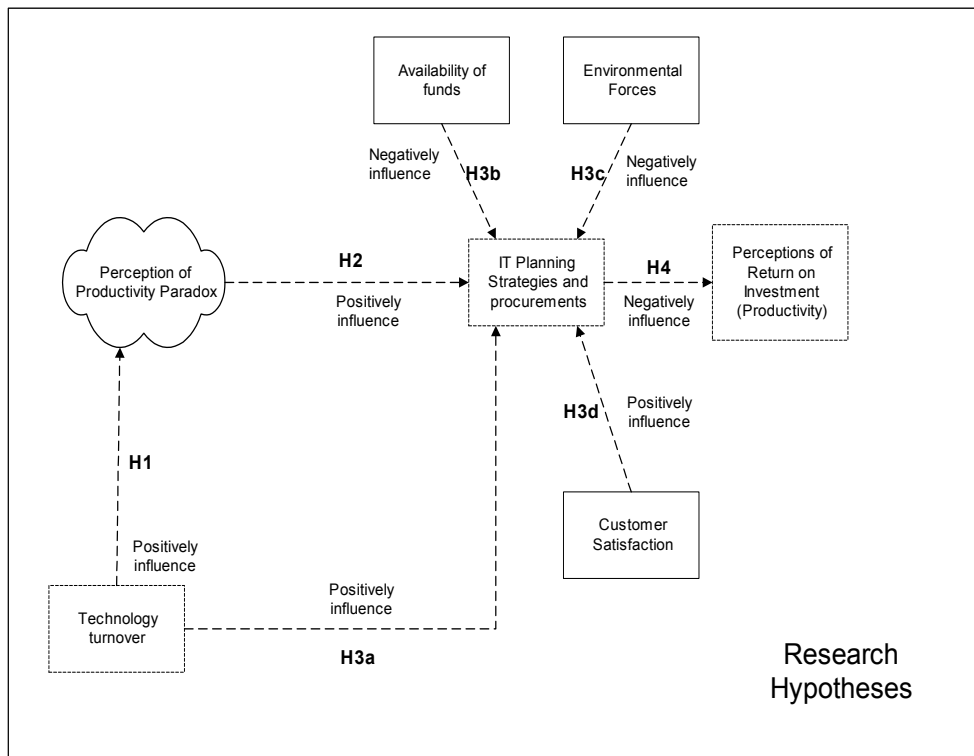 Availability of
funds
Environmental
Forces
Negatively
influence
H3b
H3c
Negatively
influence
Perception of
Productivity Paradox
H2
Positively
influence
IT Planning
Strategies and
procurements
H4
Negatively
influence
Perceptions of
Return on
Investment
(Productivity)
H3d
Positively
influence
H1
Customer
Satisfaction
Positively
influence
Technology
turnover
Positively
influence
H3a
Research
Hypotheses